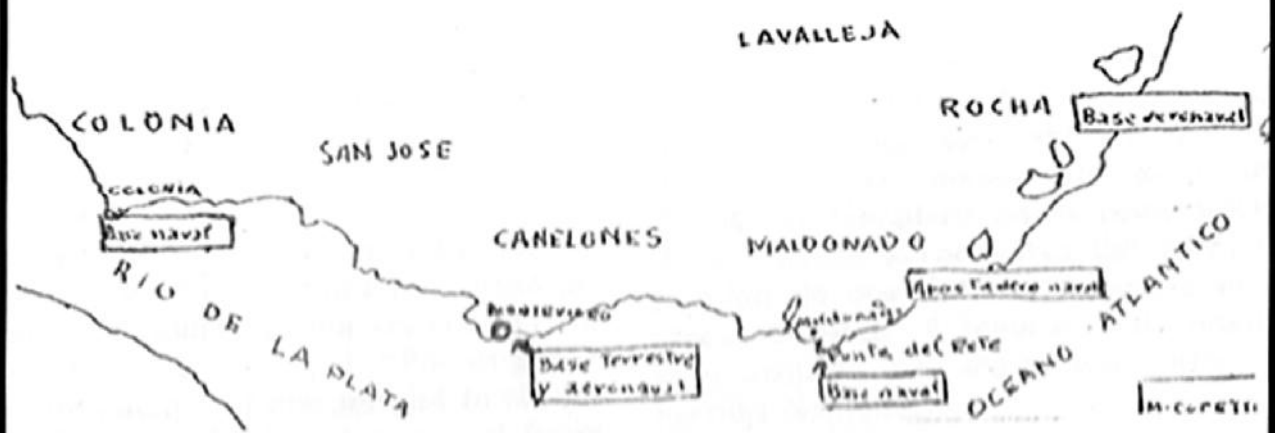 LAVALLEJA
ROCHA
Base aeronaval
COLONIA
SAN JOSE
COLONIA
Base naval
CANELONES
MALDONADO
Apostadero naval
RIO DE LA PLATA
Montevideo
Maldonado
Base Terrestre
y aeronaval
Punta del Este
Base naval
OCEANO ATLANTICO